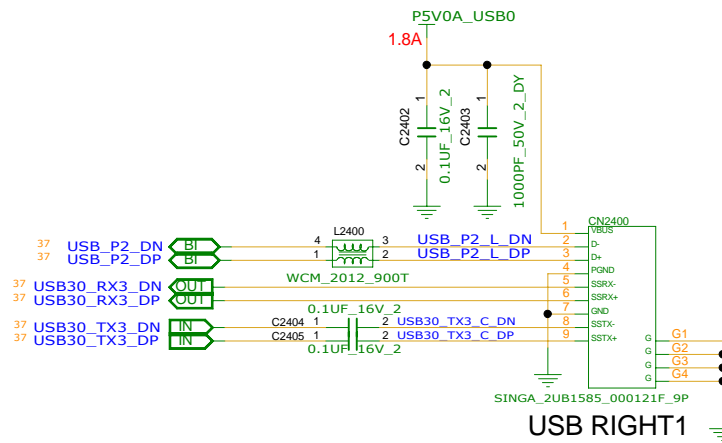 P5V0A_USB0
1.8A
1
1
C2402
0.1UF_16V_2
C2403
1000PF_50V_2_DY
2
2
CN2400
L2400
1
VBUS
37 USB_P2_DN BI 4 3 USB_P2_L_DN 2 D-
37 USB_P2_DP BI 1 2 USB_P2_L_DP 3 D+
4 PGND
WCM_2012_900T
37 USB30_RX3_DN OUT 5 SSRX-
37 USB30_RX3_DP OUT 6 SSRX+
0.1UF_16V_2
7 GND
37 USB30_TX3_DN IN C2404 1 2 USB30_TX3_C_DN 8 SSTX-
37 USB30_TX3_DP IN C2405 1 2 USB30_TX3_C_DP 9 SSTX+
G G1
0.1UF_16V_2
G G2
G G3
G G4
SINGA_2UB1585_000121F_9P
USB RIGHT1